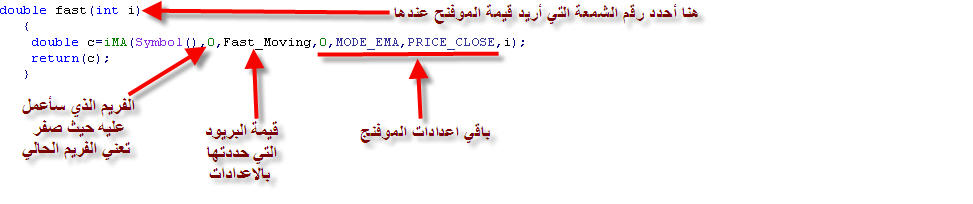 double fast(int i)
هنا أحدد رقم الشمعة التي أريد قيمة الموفنج عندها
{
double c=iMA(Symbol(),0,Fast_Moving,0,MODE_EMA,PRICE_CLOSE,i);
return(c);
}
الفريم الذي سأعمل
عليه حيث صفر
تعني الفريم الحالي
قيمة البريود
التي حددتها
بالاعدادات
باقي اعدادات الموفنج